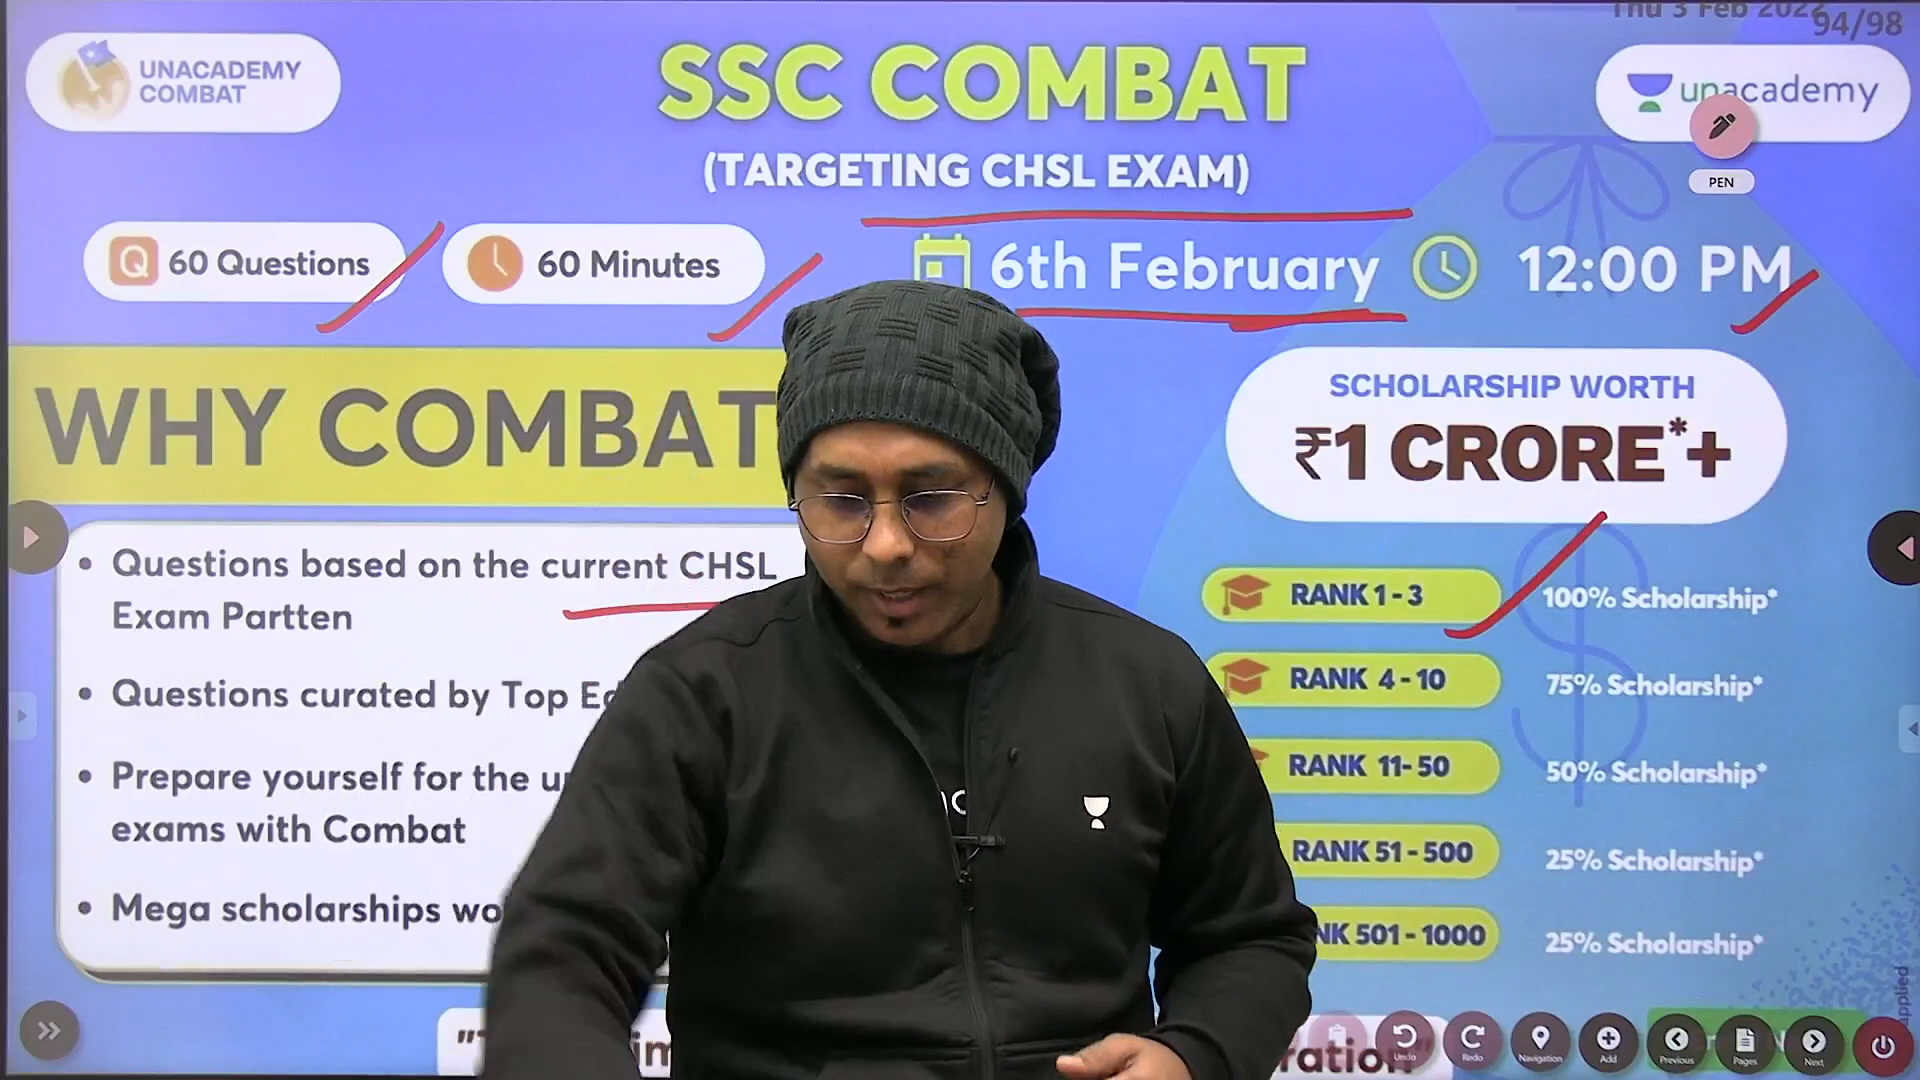 Thu 3 Feb 2022
94/98
UNACADEMY
COMBAT
SSC COMBAT
unacademy
(TARGETING CHSL EXAM)
PEN
60 Questions
60 Minutes
6th February
12:00 PM
WHY COMBAT
SCHOLARSHIP WORTH
₹1 CRORE*+
Questions based on the current CHSL
Exam Partten
Questions curated by Top
Prepare yourself for the
exams with Combat
Mega scholarships
RANK 1 - 3
100% Scholarship*
RANK 4 - 10
75% Scholarship*
RANK 11- 50
50% Scholarship*
RANK 51 - 500
25% Scholarship*
501 - 1000
25% Scholarship*
Undo
Redo
Navigation
Add
Previous
Pages
Next